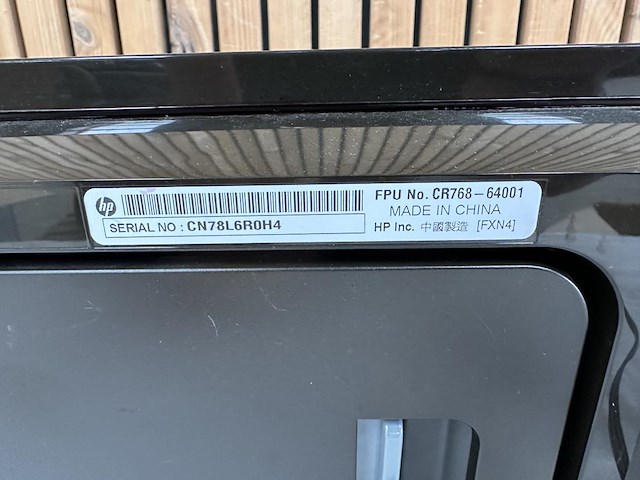 hp
FPU No. CR768-64001
MADE IN CHINA
SERIAL NO : CN78L6R0H4
HP Inc. 中國製造 [FXN4]